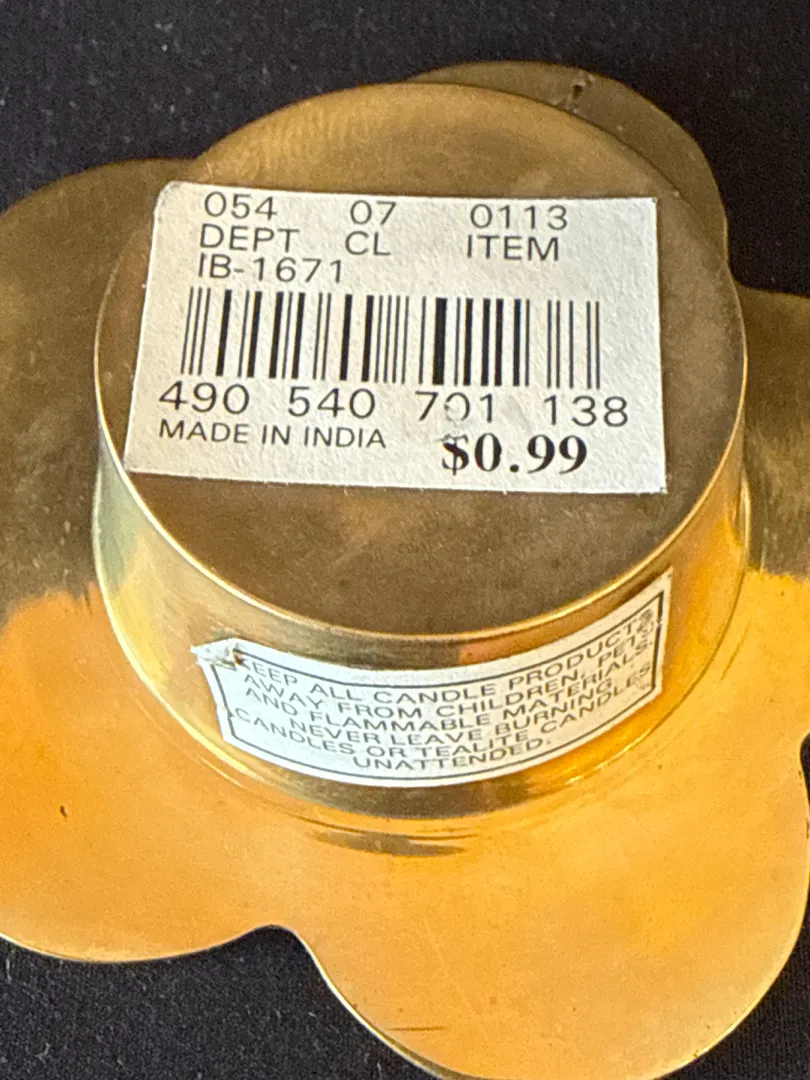 054 07 0113
DEPT CL ITEM
IB-1671
490 540 701 138
MADE IN INDIA $0.99
KEEP ALL CANDLE PRODUCTS
AWAY FROM CHILDREN, PETS
AND FLAMMABLE MATERIALS.
NEVER LEAVE BURNING
CANDLES OR TEALITE CANDLES
UNATTENDED.